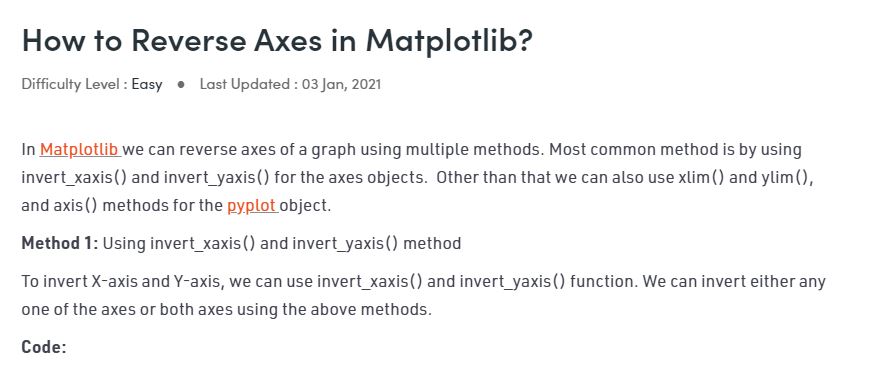 How to Reverse Axes in Matplotlib?
Difficulty Level : Easy ● Last Updated : 03 Jan, 2021
In Matplotlib we can reverse axes of a graph using multiple methods. Most common method is by using
invert_xaxis() and invert_yaxis() for the axes objects. Other than that we can also use xlim() and ylim(),
and axis() methods for the pyplot object.
Method 1: Using invert_xaxis() and invert_yaxis() method
To invert X-axis and Y-axis, we can use invert_xaxis() and invert_yaxis() function. We can invert either any
one of the axes or both axes using the above methods.
Code: